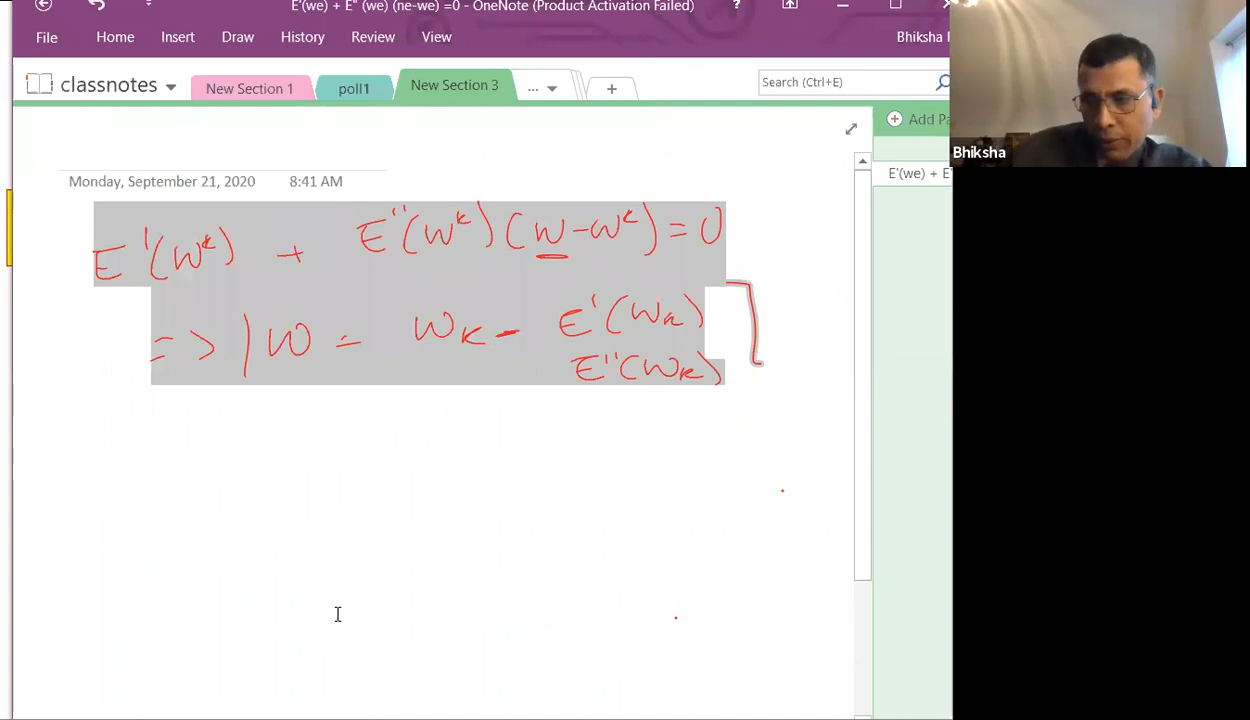 E'(we) + E" (we) (ne-we) =0 - OneNote (Product Activation Failed)
?
File Home Insert Draw History Review View
Bhiksha
classnotes New Section 1 poll1 New Section 3 ... +
Search (Ctrl+E)
Add Pa
Bhiksha
E'(we) + E'
Monday, September 21, 2020 8:41 AM
E'(W^k) + E''(W^k)(W-W^k) = 0
=> | W = W_k - E'(W_k)
E''(W_k)